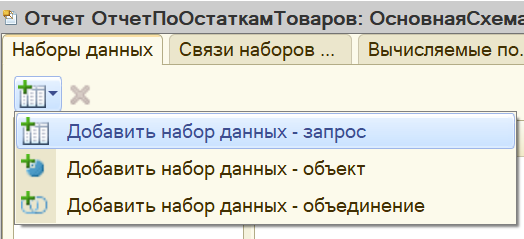 Отчет ОтчетПоОстаткамТоваров: ОсновнаяСхема
Наборы данных
Связи наборов ...
Вычисляемые по.
Добавить набор данных - запрос
Добавить набор данных - объект
Добавить набор данных - объединение